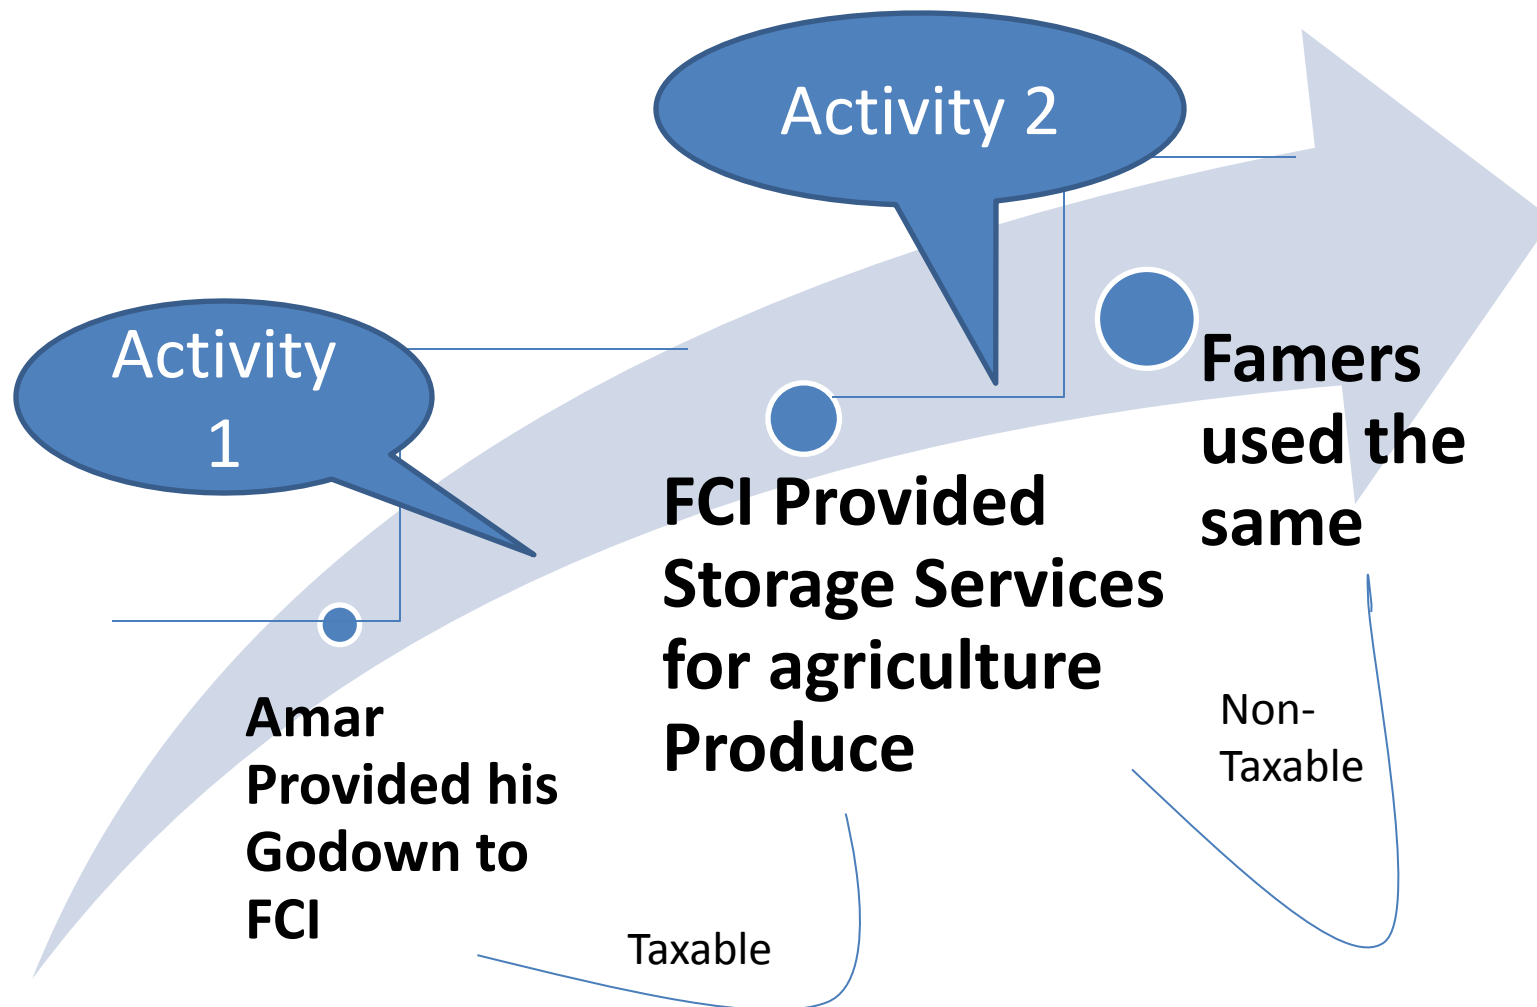 Activity 2
Activity
1
Famers
used the
same
FCI Provided
Storage Services
for agriculture
Produce
Amar
Provided his
Godown to
FCI
Non-
Taxable
Taxable